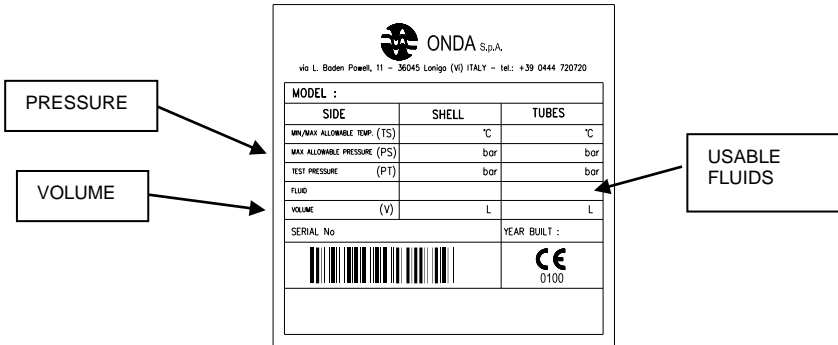 ONDA S.p.A.
via L. Baden Powell, 11 - 36045 Lonigo (Vi) ITALY - tel.: +39 0444 720720
MODEL :
SIDE SHELL TUBES
MIN/MAX ALLOWABLE TEMP. (TS) °C °C
MAX ALLOWABLE PRESSURE (PS) bar bar
TEST PRESSURE (PT) bar bar
FLUID
VOLUME (V) L L
SERIAL No YEAR BUILT :
CE
0100
PRESSURE
VOLUME
USABLE
FLUIDS